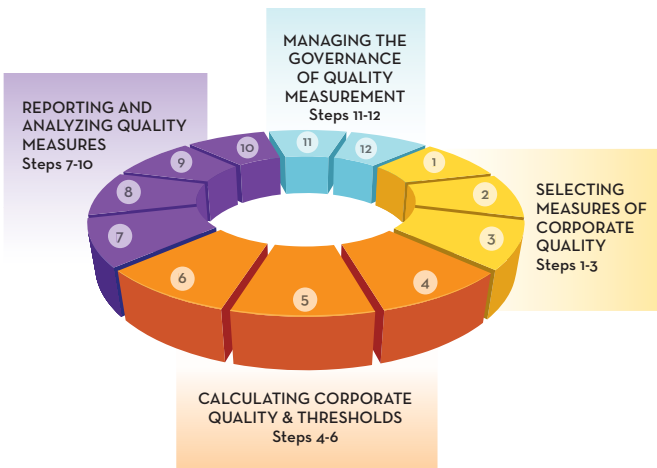 MANAGING THE
GOVERNANCE
OF QUALITY
MEASUREMENT
Steps 11-12
REPORTING AND
ANALYZING QUALITY
MEASURES
Steps 7-10
SELECTING
MEASURES OF
CORPORATE
QUALITY
Steps 1-3
CALCULATING CORPORATE
QUALITY & THRESHOLDS
Steps 4-6
1
2
3
4
5
6
7
8
9
10
11
12